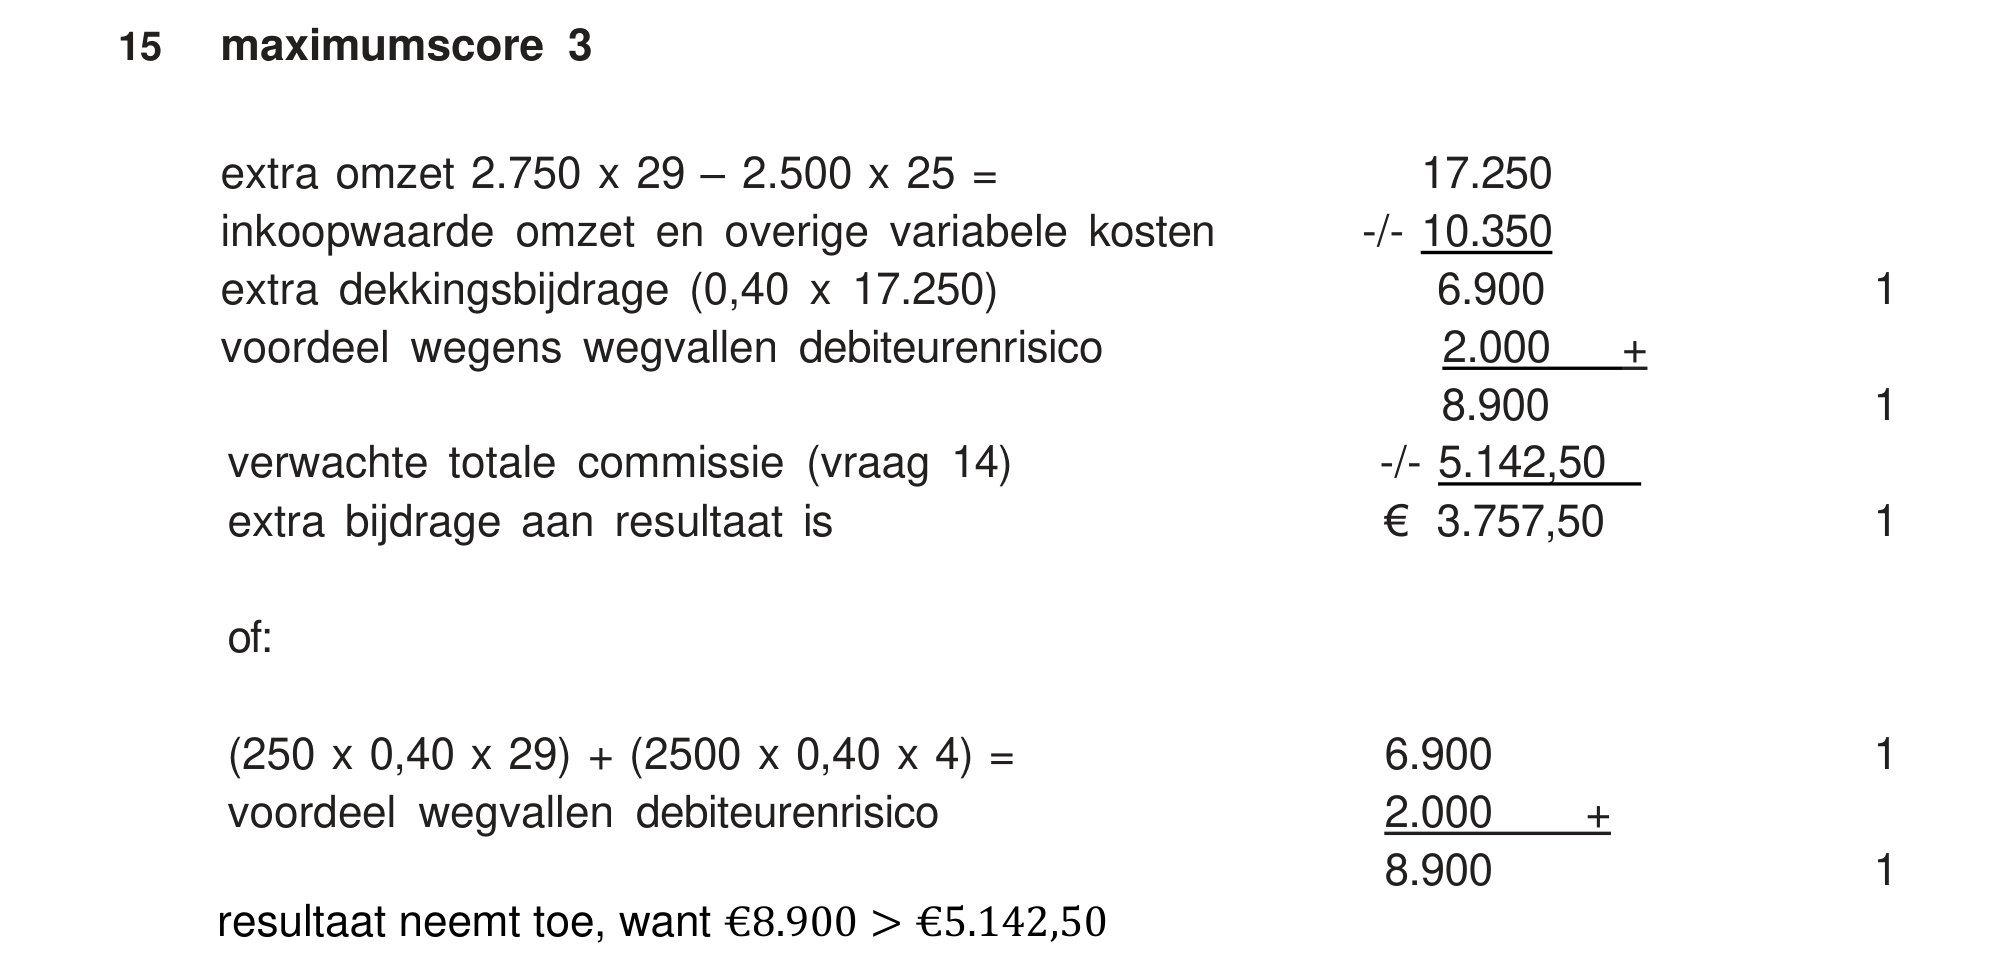 15 maximumscore 3
extra omzet 2.750 x 29 – 2.500 x 25 = 17.250
inkoopwaarde omzet en overige variabele kosten -/- 10.350
extra dekkingsbijdrage (0,40 x 17.250) 6.900 1
voordeel wegens wegvallen debiteurenrisico 2.000 +
8.900 1
verwachte totale commissie (vraag 14) -/- 5.142,50
extra bijdrage aan resultaat is € 3.757,50 1
of:
(250 x 0,40 x 29) + (2500 x 0,40 x 4) = 6.900 1
voordeel wegvallen debiteurenrisico 2.000 +
8.900 1
resultaat neemt toe, want €8.900 > €5.142,50